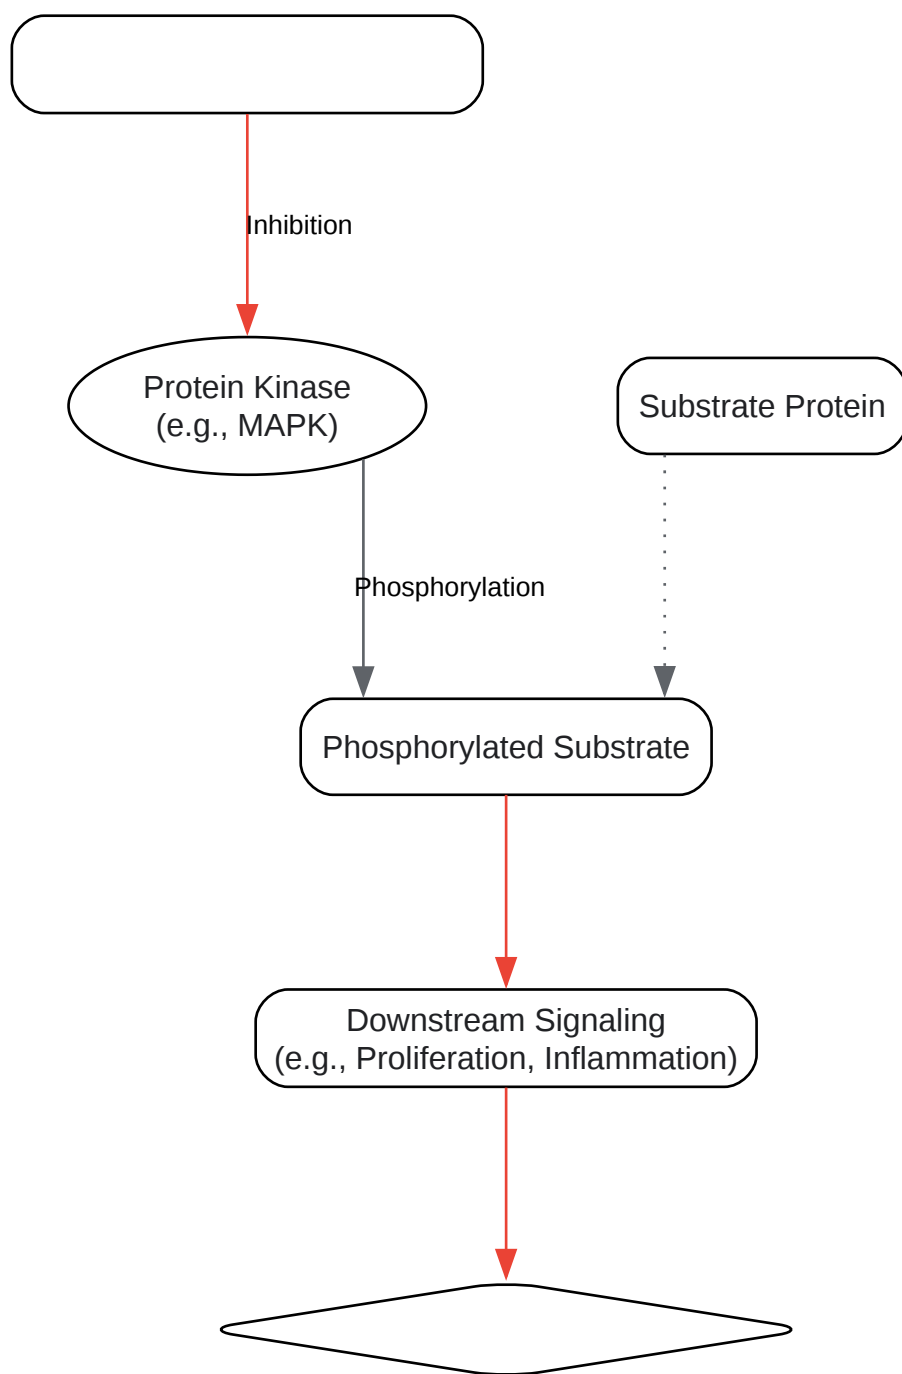 Inhibition
Protein Kinase
(e.g., MAPK)
Substrate Protein
Phosphorylation
Phosphorylated Substrate
Downstream Signaling
(e.g., Proliferation, Inflammation)